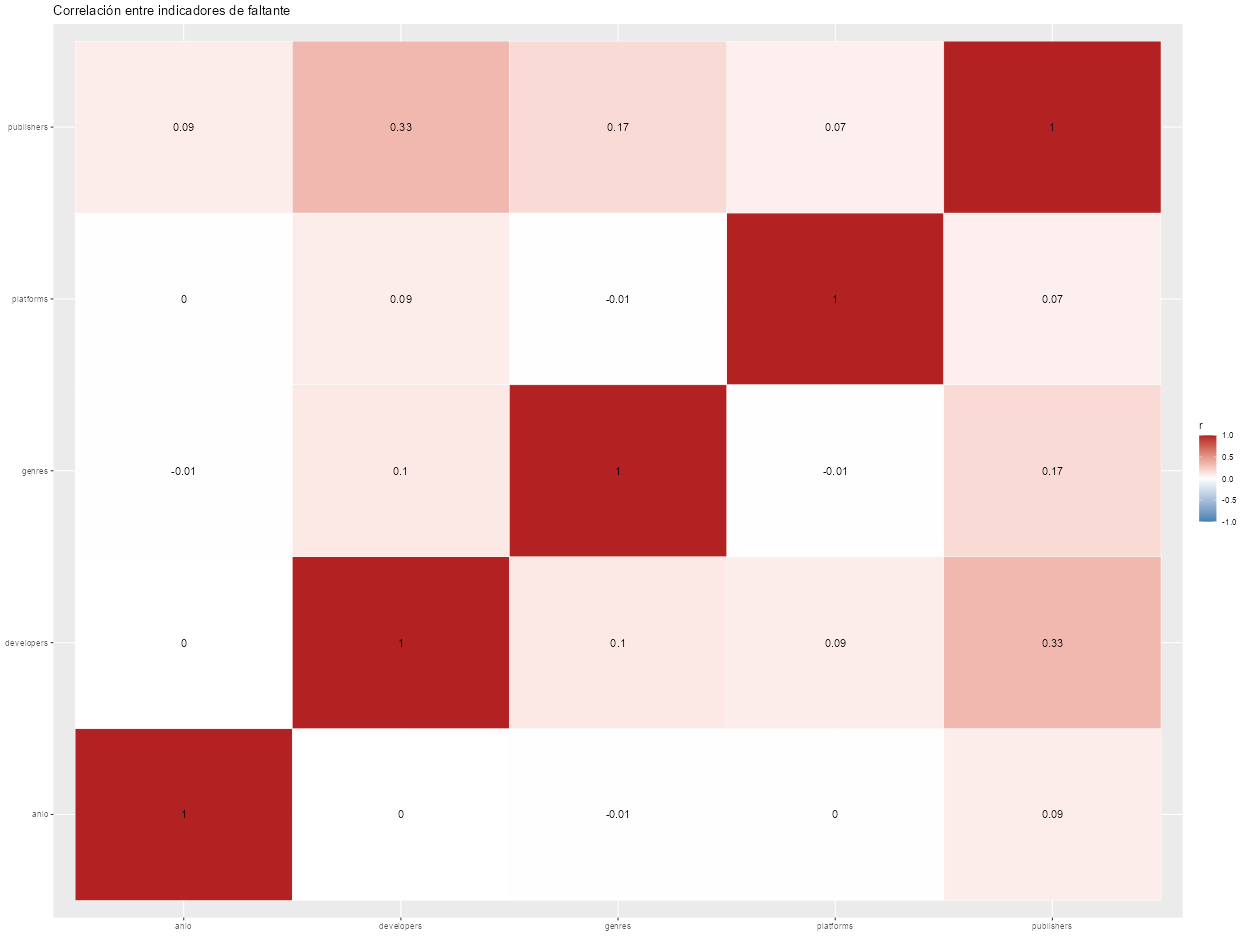 Correlación entre indicadores de faltante
publishers
0.09 0.33 0.17 0.07 1
platforms
0 0.09 -0.01 1 0.07
genres
-0.01 0.1 1 -0.01 0.17
developers
0 1 0.1 0.09 0.33
anio
1 0 -0.01 0 0.09
anio developers genres platforms publishers
r
1.0
0.5
0.0
-0.5
-1.0